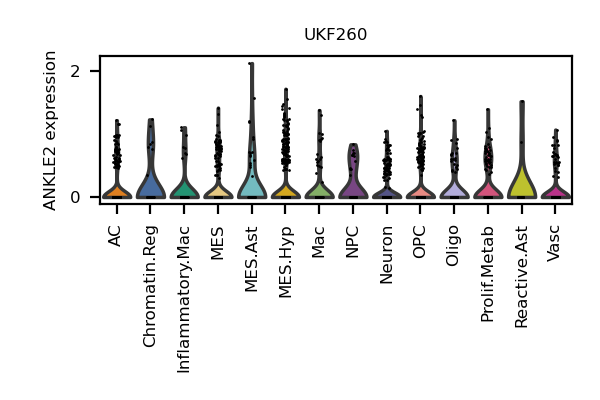 UKF260
ANKLE2 expression
2
0
AC
Chromatin.Reg
Inflammatory.Mac
MES
MES.Ast
MES.Hyp
Mac
NPC
Neuron
OPC
Oligo
Prolif.Metab
Reactive.Ast
Vasc